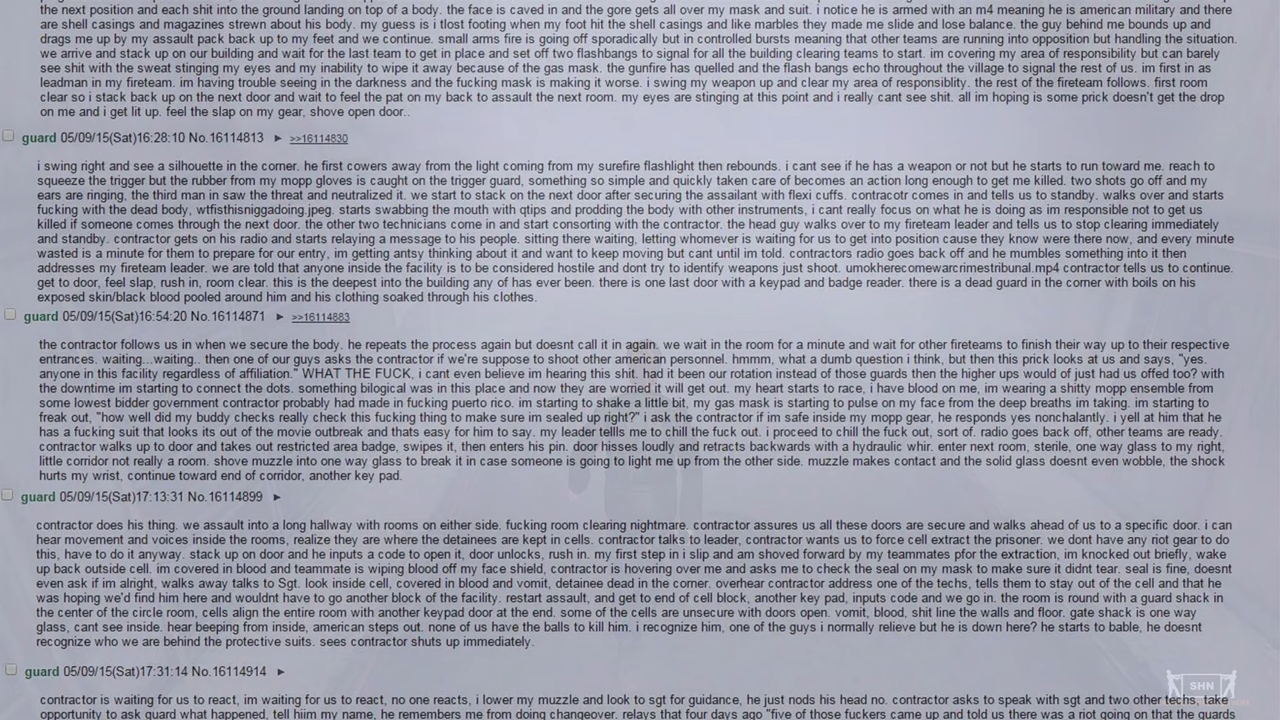 the next position and each shit into the ground landing on top of a body. the face is caved in and the gore gets all over my mask and suit. i notice he is armed with an m4 meaning he is american military and there
are shell casings and magazines strewn about his body. my guess is i tlost footing when my foot hit the shell casings and like marbles they made me slide and lose balance. the guy behind me bounds up and
drags me up by my assault pack back up to my feet and we continue. small arms fire is going off sporadically but in controlled bursts meaning that other teams are running into opposition but handling the situation.
we arrive and stack up on our building and wait for the last team to get in place and set off two flashbangs to signal for all the building clearing teams to start. im covering my area of responsibility but can barely
see shit with the sweat stinging my eyes and my inability to wipe it away because of the gas mask. the gunfire has quelled and the flash bangs echo throughout the village to signal the rest of us. im first in as
leadman in my fireteam. im having trouble seeing in the darkness and the fucking mask is making it worse. i swing my weapon up and clear my area of responsiblity. the rest of the fireteam follows. first room
clear so i stack back up on the next door and wait to feel the pat on my back to assault the next room. my eyes are stinging at this point and i really cant see shit. all im hoping is some prick doesn't get the drop
on me and i get lit up. feel the slap on my gear, shove open door..
guard 05/09/15(Sat)16:28:10 No.16114813 ► >>16114830
i swing right and see a silhouette in the corner. he first cowers away from the light coming from my surefire flashlight then rebounds. i cant see if he has a weapon or not but he starts to run toward me. reach to
squeeze the trigger but the rubber from my mopp gloves is caught on the trigger guard, something so simple and quickly taken care of becomes an action long enough to get me killed. two shots go off and my
ears are ringing, the third man in saw the threat and neutralized it. we start to stack on the next door after securing the assailant with flexi cuffs. contracotr comes in and tells us to standby. walks over and starts
fucking with the dead body, wtfisthisniggadoing.jpeg. starts swabbing the mouth with qtips and prodding the body with other instruments, i cant really focus on what he is doing as im responsible not to get us
killed if someone comes through the next door. the other two technicians come in and start consorting with the contractor. the head guy walks over to my fireteam leader and tells us to stop clearing immediately
and standby. contractor gets on his radio and starts relaying a message to his people. sitting there waiting, letting whomever is waiting for us to get into position cause they know were there now, and every minute
wasted is a minute for them to prepare for our entry, im getting antsy thinking about it and want to keep moving but cant until im told. contractors radio goes back off and he mumbles something into it then
addresses my fireteam leader. we are told that anyone inside the facility is to be considered hostile and dont try to identify weapons just shoot. umokherecomewarcrimestribunal.mp4 contractor tells us to continue.
get to door, feel slap, rush in, room clear. this is the deepest into the building any of has ever been. there is one last door with a keypad and badge reader. there is a dead guard in the corner with boils on his
exposed skin/black blood pooled around him and his clothing soaked through his clothes.
guard 05/09/15(Sat)16:54:20 No.16114871 ► >>16114883
the contractor follows us in when we secure the body. he repeats the process again but doesnt call it in again. we wait in the room for a minute and wait for other fireteams to finish their way up to their respective
entrances. waiting...waiting.. then one of our guys asks the contractor if we're suppose to shoot other american personnel. hmmm, what a dumb question i think, but then this prick looks at us and says, "yes.
anyone in this facility regardless of affiliation." WHAT THE FUCK, i cant even believe im hearing this shit. had it been our rotation instead of those guards then the higher ups would of just had us offed too? with
the downtime im starting to connect the dots. something bilogical was in this place and now they are worried it will get out. my heart starts to race, i have blood on me, im wearing a shitty mopp ensemble from
some lowest bidder government contractor probably had made in fucking puerto rico. im starting to shake a little bit, my gas mask is starting to pulse on my face from the deep breaths im taking. im starting to
freak out, "how well did my buddy checks really check this fucking thing to make sure im sealed up right?" i ask the contractor if im safe inside my mopp gear, he responds yes nonchalantly. i yell at him that he
has a fucking suit that looks its out of the movie outbreak and thats easy for him to say. my leader tellls me to chill the fuck out. i proceed to chill the fuck out, sort of. radio goes back off, other teams are ready.
contractor walks up to door and takes out restricted area badge, swipes it, then enters his pin. door hisses loudly and retracts backwards with a hydraulic whir. enter next room, sterile, one way glass to my right,
little corridor not really a room. shove muzzle into one way glass to break it in case someone is going to light me up from the other side. muzzle makes contact and the solid glass doesnt even wobble, the shock
hurts my wrist, continue toward end of corridor, another key pad.
guard 05/09/15(Sat)17:13:31 No.16114899 ►
contractor does his thing. we assault into a long hallway with rooms on either side. fucking room clearing nightmare. contractor assures us all these doors are secure and walks ahead of us to a specific door. i can
hear movement and voices inside the rooms, realize they are where the detainees are kept in cells. contractor talks to leader, contractor wants us to force cell extract the prisoner. we dont have any riot gear to do
this, have to do it anyway. stack up on door and he inputs a code to open it, door unlocks, rush in. my first step in i slip and am shoved forward by my teammates pfor the extraction, im knocked out briefly, wake
up back outside cell. im covered in blood and teammate is wiping blood off my face shield, contractor is hovering over me and asks me to check the seal on my mask to make sure it didnt tear. seal is fine, doesnt
even ask if im alright, walks away talks to Sgt. look inside cell, covered in blood and vomit, detainee dead in the corner. overhear contractor address one of the techs, tells them to stay out of the cell and that he
was hoping we'd find him here and wouldnt have to go another block of the facility. restart assault, and get to end of cell block, another key pad, inputs code and we go in. the room is round with a guard shack in
the center of the circle room, cells align the entire room with another keypad door at the end. some of the cells are unsecure with doors open. vomit, blood, shit line the walls and floor. gate shack is one way
glass, cant see inside. hear beeping from inside, american steps out. none of us have the balls to kill him. i recognize him, one of the guys i normally relieve but he is down here? he starts to bable, he doesnt
recognize who we are behind the protective suits. sees contractor shuts up immediately.
guard 05/09/15(Sat)17:31:14 No.16114914 ►
contractor is waiting for us to react, im waiting for us to react, no one reacts, i lower my muzzle and look to sgt for guidance, he just nods his head no. contractor asks to speak with sgt and two other techs, take
opportunity to ask guard what happened, tell hiim my name, he remembers me from doing changeover. relays that four days ago "five of those fuckers came up and told us there was a riot going on that the guards
SHN